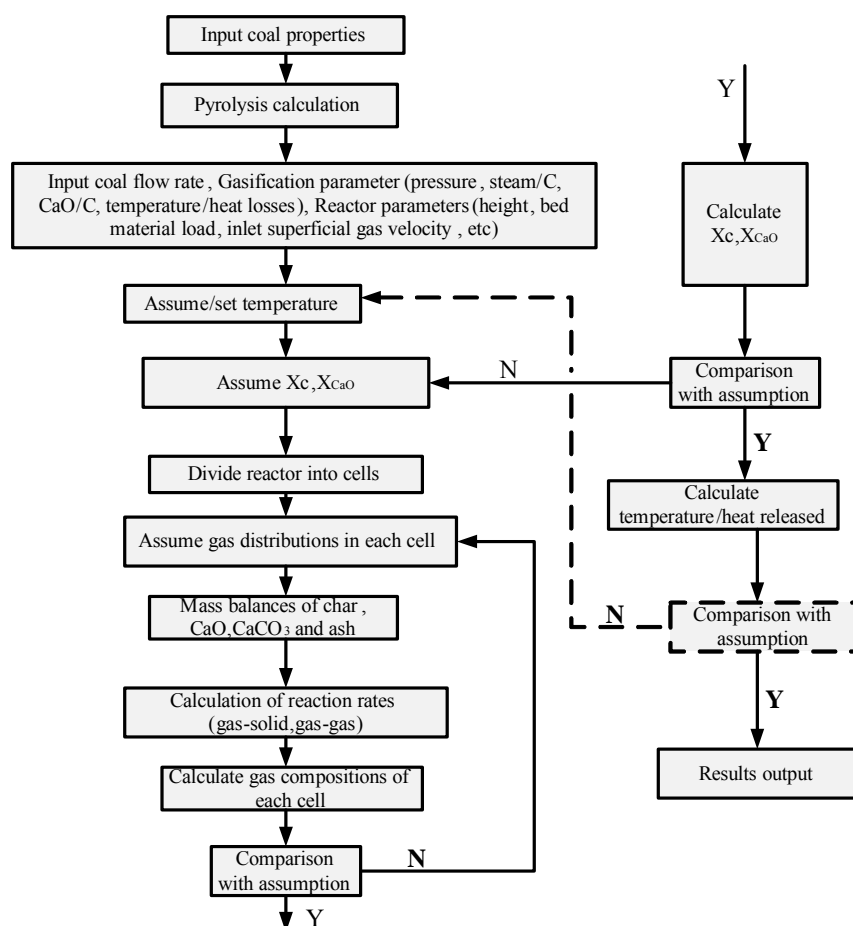 Input coal properties
Pyrolysis calculation
Input coal flow rate , Gasification parameter (pressure , steam/C,
CaO/C, temperature/heat losses), Reactor parameters (height, bed
material load, inlet superficial gas velocity , etc)
Assume/set temperature
Assume Xc,XCaO
Divide reactor into cells
Assume gas distributions in each cell
Mass balances of char ,
CaO,CaCO3 and ash
Calculation of reaction rates
(gas-solid,gas-gas)
Calculate gas compositions of
each cell
Comparison
with assumption
N
Y
Y
Calculate
Xc,XCaO
N
Comparison
with assumption
Y
Calculate
temperature/heat released
N
Comparison with
assumption
Y
Results output